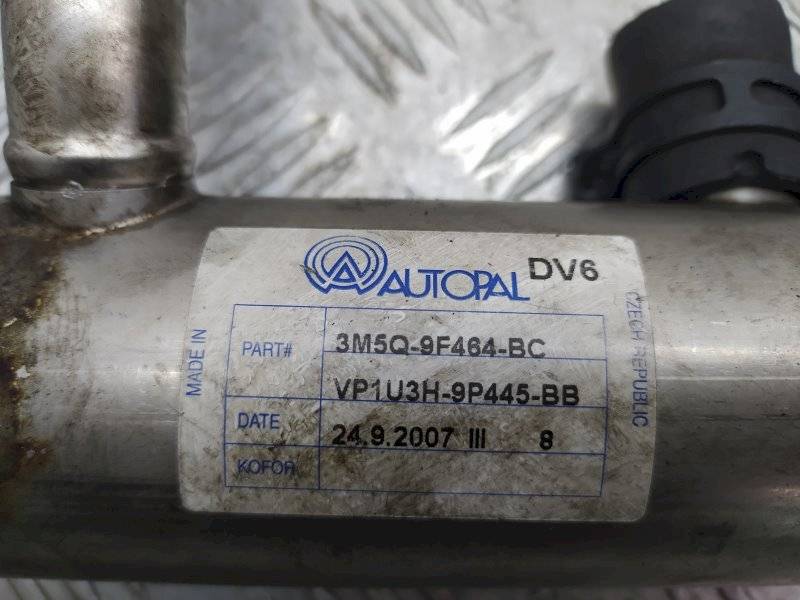 AUTOPAL DV6
MADE IN
CZECH REPUBLIC
PART# 3M5Q-9F464-BC
VP1U3H-9P445-BB
DATE 24.9.2007 III 8
KOFOR